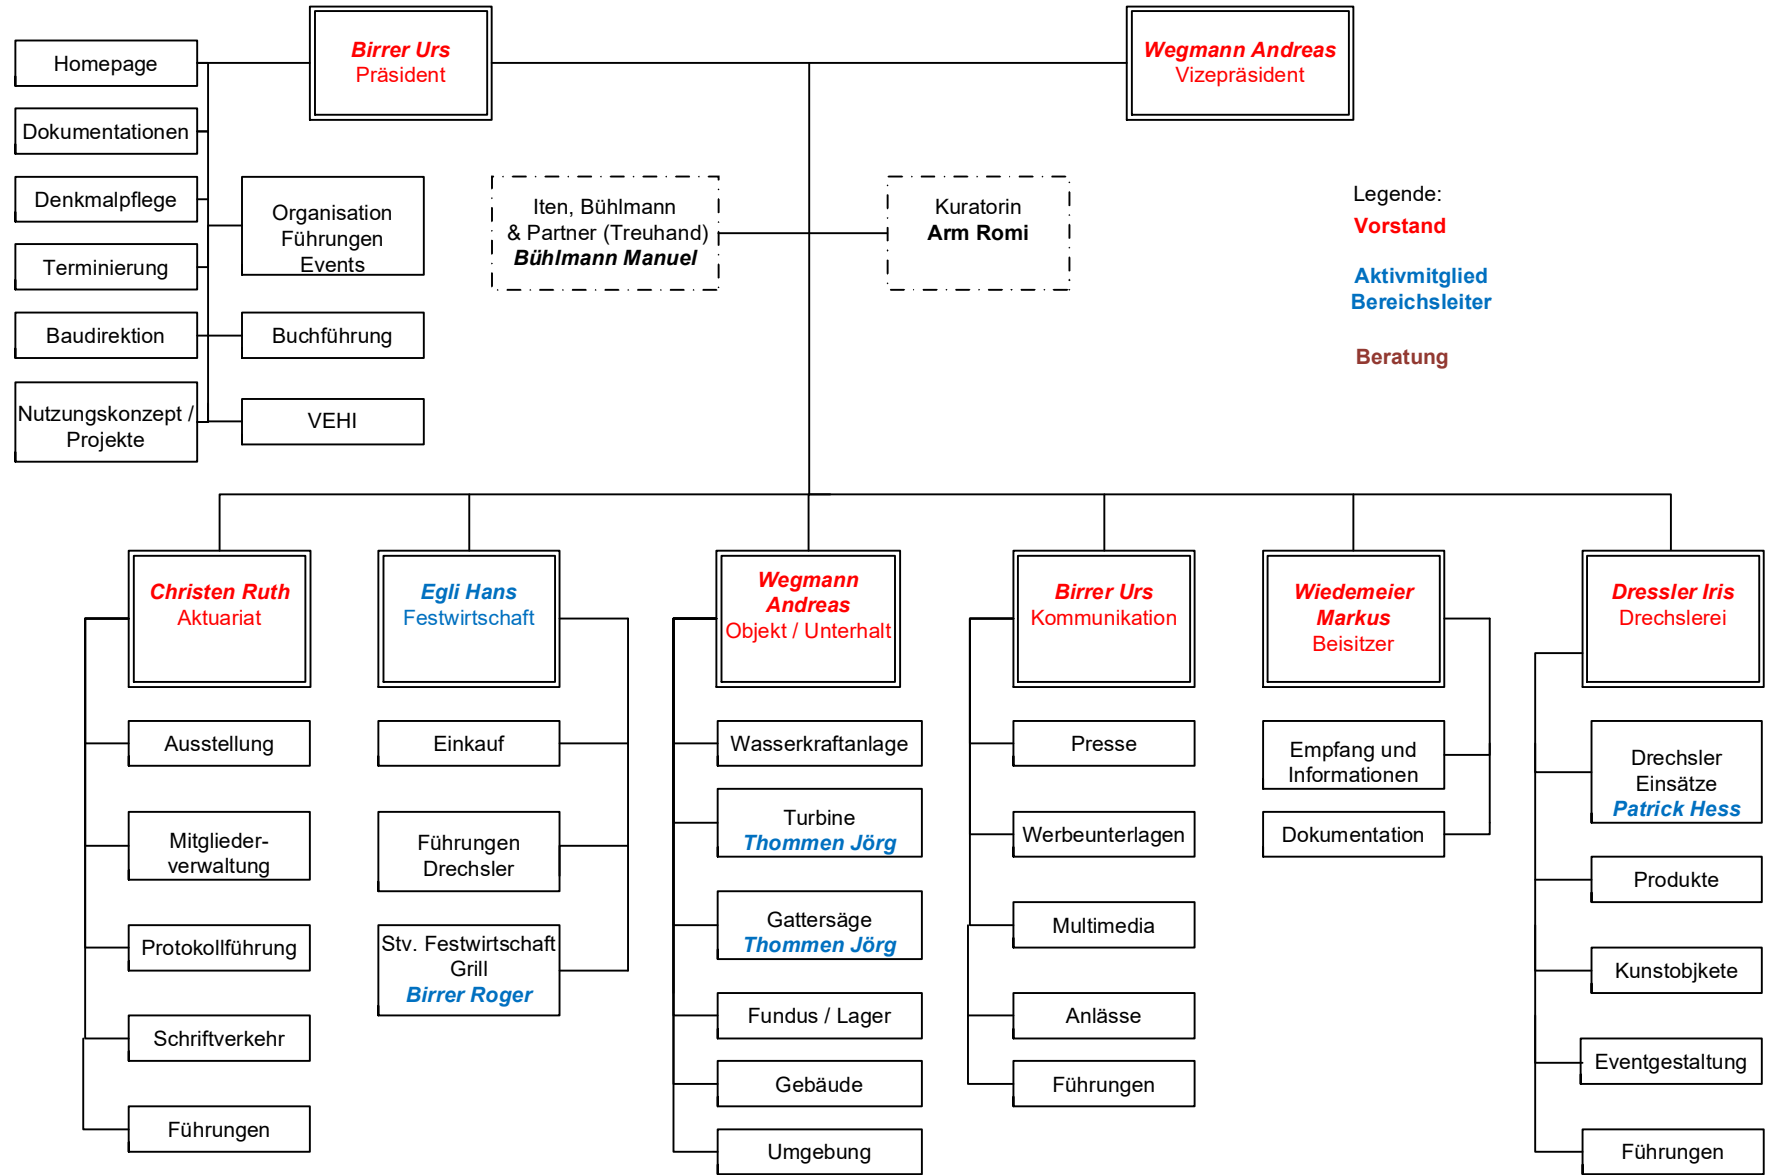 Birrer Urs
Präsident
Wegmann Andreas
Vizepräsident
Homepage
Dokumentationen
Denkmalpflege
Terminierung
Baudirektion
Nutzungskonzept /
Projekte
Organisation
Führungen
Events
Buchführung
VEHI
Iten, Bühlmann
& Partner (Treuhand)
Bühlmann Manuel
Kuratorin
Arm Romi
Legende:
Vorstand
Aktivmitglied
Bereichsleiter
Beratung
Christen Ruth
Aktuariat
Ausstellung
Mitglieder-
verwaltung
Protokollführung
Schriftverkehr
Führungen
Egli Hans
Festwirtschaft
Einkauf
Führungen
Drechsler
Stv. Festwirtschaft
Grill
Birrer Roger
Wegmann
Andreas
Objekt / Unterhalt
Wasserkraftanlage
Turbine
Thommen Jörg
Gattersäge
Thommen Jörg
Fundus / Lager
Gebäude
Umgebung
Birrer Urs
Kommunikation
Presse
Werbeunterlagen
Multimedia
Anlässe
Führungen
Wiedemeier
Markus
Beisitzer
Empfang und
Informationen
Dokumentation
Dressler Iris
Drechslerei
Drechsler
Einsätze
Patrick Hess
Produkte
Kunstobjkete
Eventgestaltung
Führungen